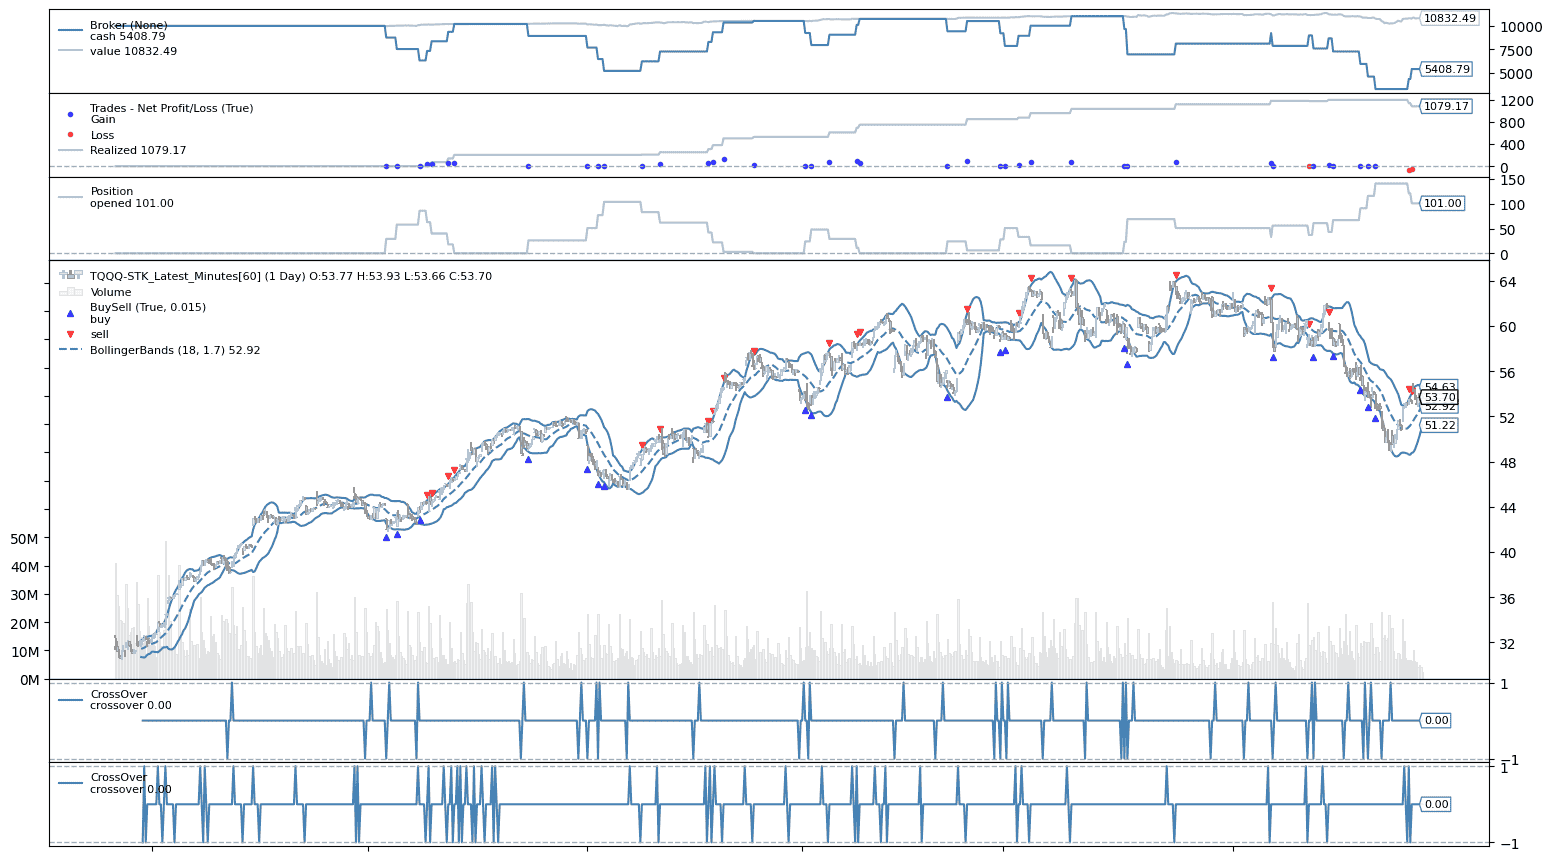 Broker (None)
cash 5408.79
value 10832.49
10832.49
5408.79
10000
7500
5000
Trades - Net Profit/Loss (True)
Gain
Loss
Realized 1079.17
1079.17
1200
800
400
0
Position
opened 101.00
101.00
150
100
50
0
TQQQ-STK_Latest_Minutes[60] (1 Day) O:53.77 H:53.93 L:53.66 C:53.70
Volume
BuySell (True, 0.015)
buy
sell
BollingerBands (18, 1.7) 52.92
54.63
53.70
52.92
51.22
64
60
56
52
48
44
40
36
32
50M
40M
30M
20M
10M
0M
CrossOver
crossover 0.00
0.00
1
−1
CrossOver
crossover 0.00
0.00
1
−1